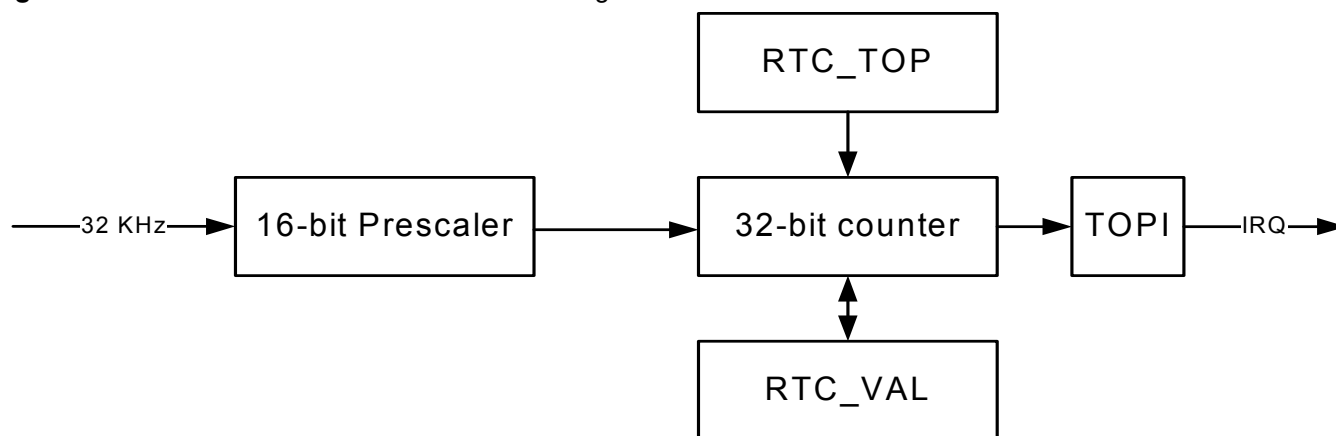 RTC_TOP
32 KHz
16-bit Prescaler
32-bit counter
TOPI
IRQ
RTC_VAL